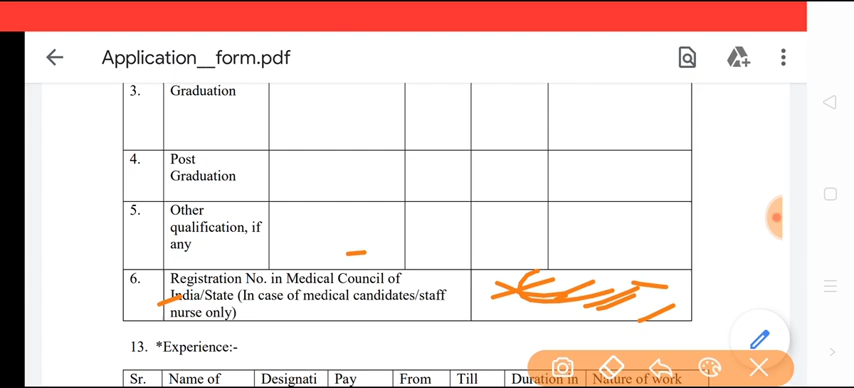 Application__form.pdf
3. Graduation
4. Post
Graduation
5. Other
qualification, if
any
6. Registration No. in Medical Council of
India/State (In case of medical candidates/staff
nurse only)
13. *Experience:-
Sr. Name of Designati Pay From Till Duration in Nature of work